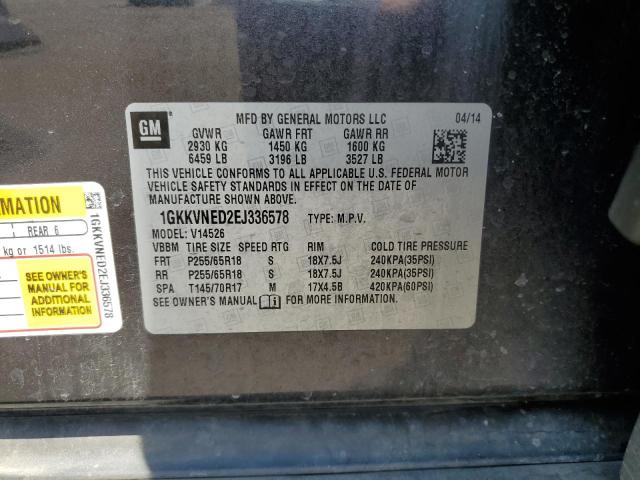 GM ®
MFD BY GENERAL MOTORS LLC 04/14
GVWR GAWR FRT GAWR RR
2930 KG 1450 KG 1600 KG
6459 LB 3196 LB 3527 LB
THIS VEHICLE CONFORMS TO ALL APPLICABLE U.S. FEDERAL MOTOR
VEHICLE SAFETY STANDARDS IN EFFECT ON THE DATE OF
MANUFACTURE SHOWN ABOVE.
1GKKVNED2EJ336578 TYPE: M.P.V.
MODEL: V14526
VBBM TIRE SIZE SPEED RTG RIM COLD TIRE PRESSURE
FRT P255/65R18 S 18X7.5J 240KPA(35PSI)
RR P255/65R18 S 18X7.5J 240KPA(35PSI)
SPA T145/70R17 M 17X4.5B 420KPA(60PSI)
SEE OWNER'S MANUAL FOR MORE INFORMATION.
RMATION
REAR 6
kg or 1514 lbs.
SEE OWNER'S
MANUAL FOR
ADDITIONAL
INFORMATION
1GKKVNED2EJ336578